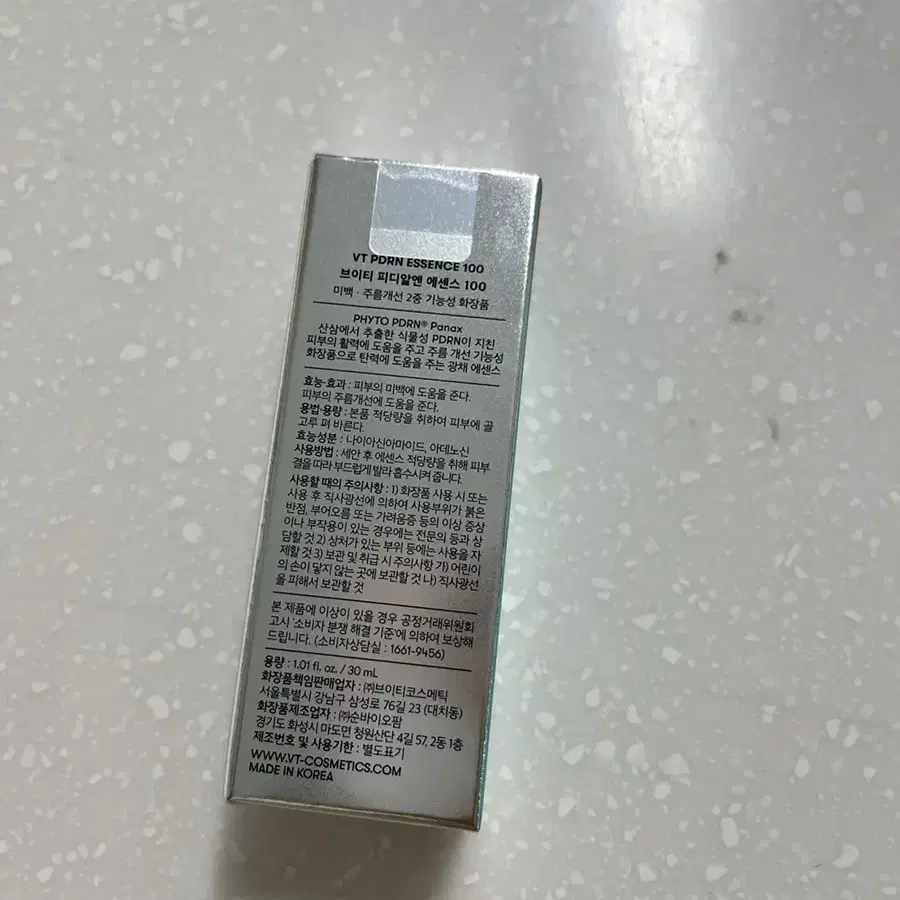 VT PDRN ESSENCE 100
브이티 피디알엔 에센스 100
미백 · 주름개선 2중 기능성 화장품
PHYTO PDRN® Panax
산삼에서 추출한 식물성 PDRN이 지친
피부의 활력에 도움을 주고 주름 개선 기능성
화장품으로 탄력에 도움을 주는 광채 에센스
효능·효과 : 피부의 미백에 도움을 준다.
피부의 주름개선에 도움을 준다.
용법·용량 : 본품 적당량을 취하여 피부에 골
고루 펴 바른다.
효능성분 : 나이아신아마이드, 아데노신
사용방법 : 세안 후 에센스 적당량을 취해 피부
결을 따라 부드럽게 발라 흡수시켜 줍니다.
사용할 때의 주의사항 : 1) 화장품 사용 시 또는
사용 후 직사광선에 의하여 사용부위가 붉은
반점, 부어오름 또는 가려움증 등의 이상 증상
이나 부작용이 있는 경우에는 전문의 등과 상
담할 것 2) 상처가 있는 부위 등에는 사용을 자
제할 것 3) 보관 및 취급 시 주의사항 가) 어린이
의 손이 닿지 않는 곳에 보관할 것 나) 직사광선
을 피해서 보관할 것
본 제품에 이상이 있을 경우 공정거래위원회
고시 '소비자 분쟁 해결 기준'에 의하여 보상해
드립니다. (소비자상담실 : 1661-9456)
용량 : 1.01 fl. oz. / 30 mL
화장품책임판매업자 : ㈜브이티코스메틱
서울특별시 강남구 삼성로 76길 23 (대치동)
화장품제조업자 : ㈜순바이오팜
경기도 화성시 마도면 청원산단 4길 57, 2동 1층
제조번호 및 사용기한 : 별도표기
WWW.VT-COSMETICS.COM
MADE IN KOREA